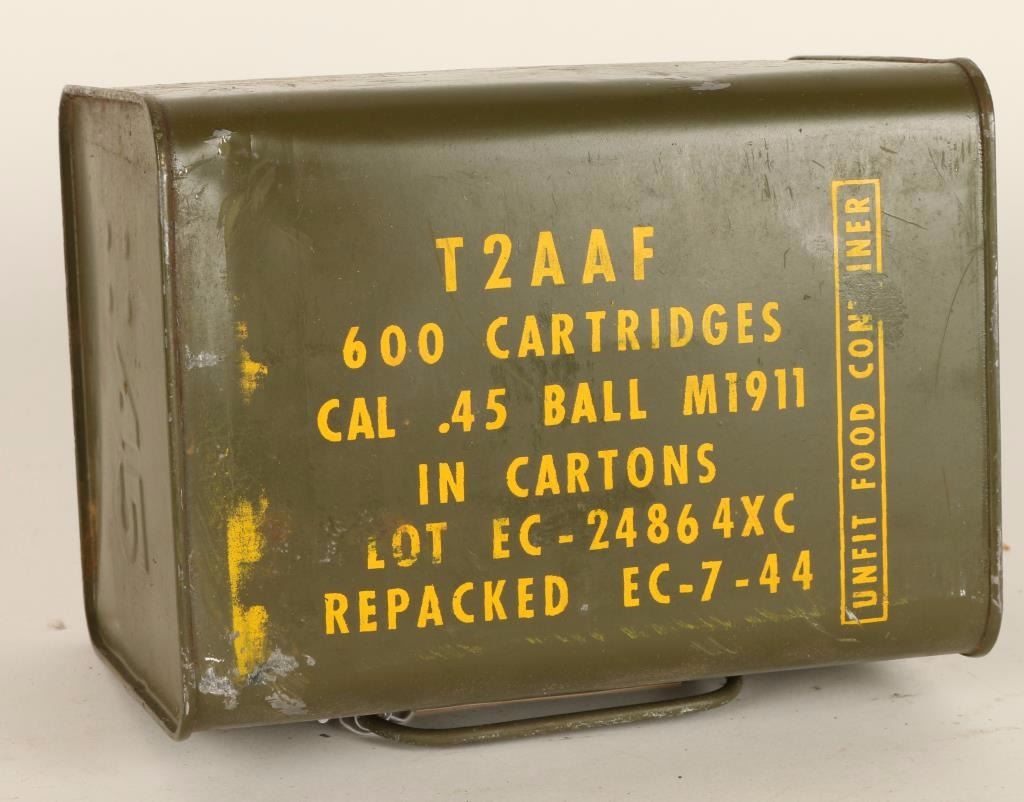 T2AAF
600 CARTRIDGES
CAL .45 BALL M1911
IN CARTONS
LOT EC-24864XC
REPACKED EC-7-44
UNFIT FOOD CONTAINER